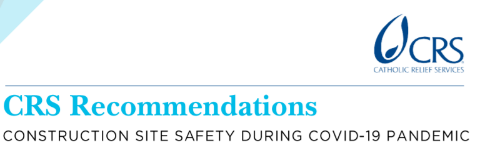 CRS
CATHOLIC RELIEF SERVICES
CRS Recommendations
CONSTRUCTION SITE SAFETY DURING COVID-19 PANDEMIC